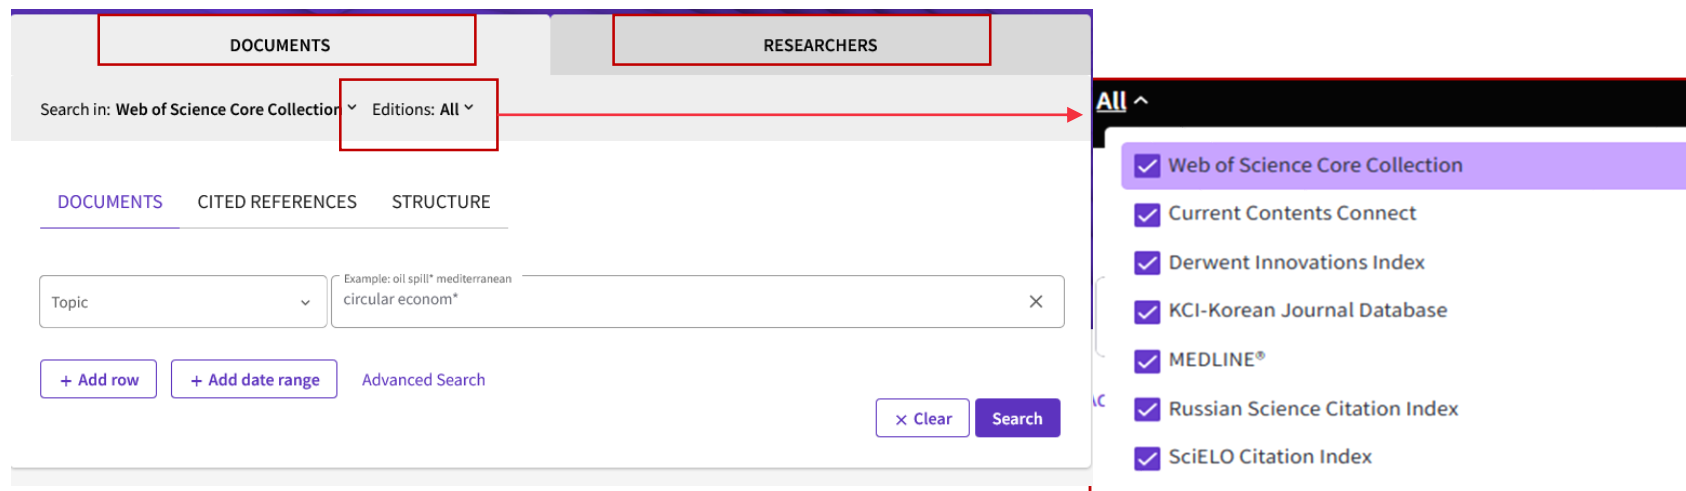 DOCUMENTS
RESEARCHERS
Search in: Web of Science Core Collection
Editions: All
All
DOCUMENTS
CITED REFERENCES
STRUCTURE
Topic
Example: oil spill* mediterranean
circular econom*
+ Add row
+ Add date range
Advanced Search
× Clear
Search
Web of Science Core Collection
Current Contents Connect
Derwent Innovations Index
KCI-Korean Journal Database
MEDLINE®
Russian Science Citation Index
SciELO Citation Index